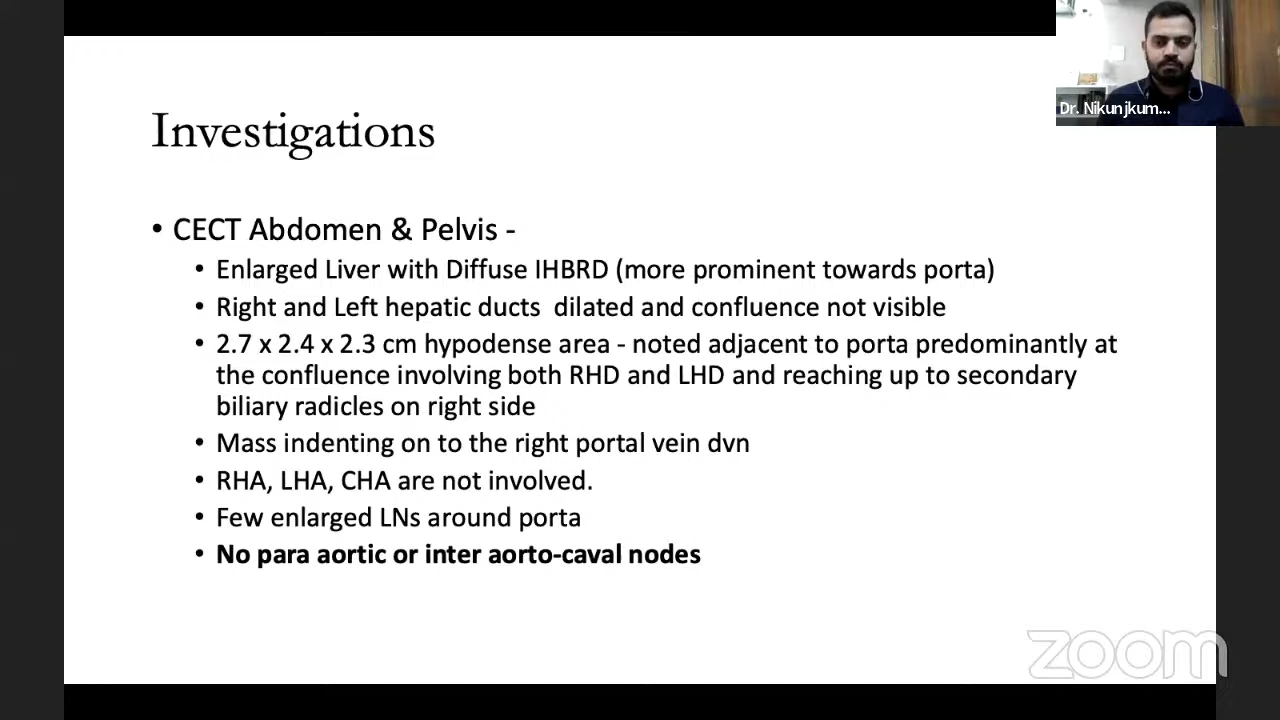 Dr. Nikunjkum...
Investigations
• CECT Abdomen & Pelvis -
• Enlarged Liver with Diffuse IHBRD (more prominent towards porta)
• Right and Left hepatic ducts dilated and confluence not visible
• 2.7 x 2.4 x 2.3 cm hypodense area - noted adjacent to porta predominantly at
the confluence involving both RHD and LHD and reaching up to secondary
biliary radicles on right side
• Mass indenting on to the right portal vein dvn
• RHA, LHA, CHA are not involved.
• Few enlarged LNs around porta
• No para aortic or inter aorto-caval nodes
zoom